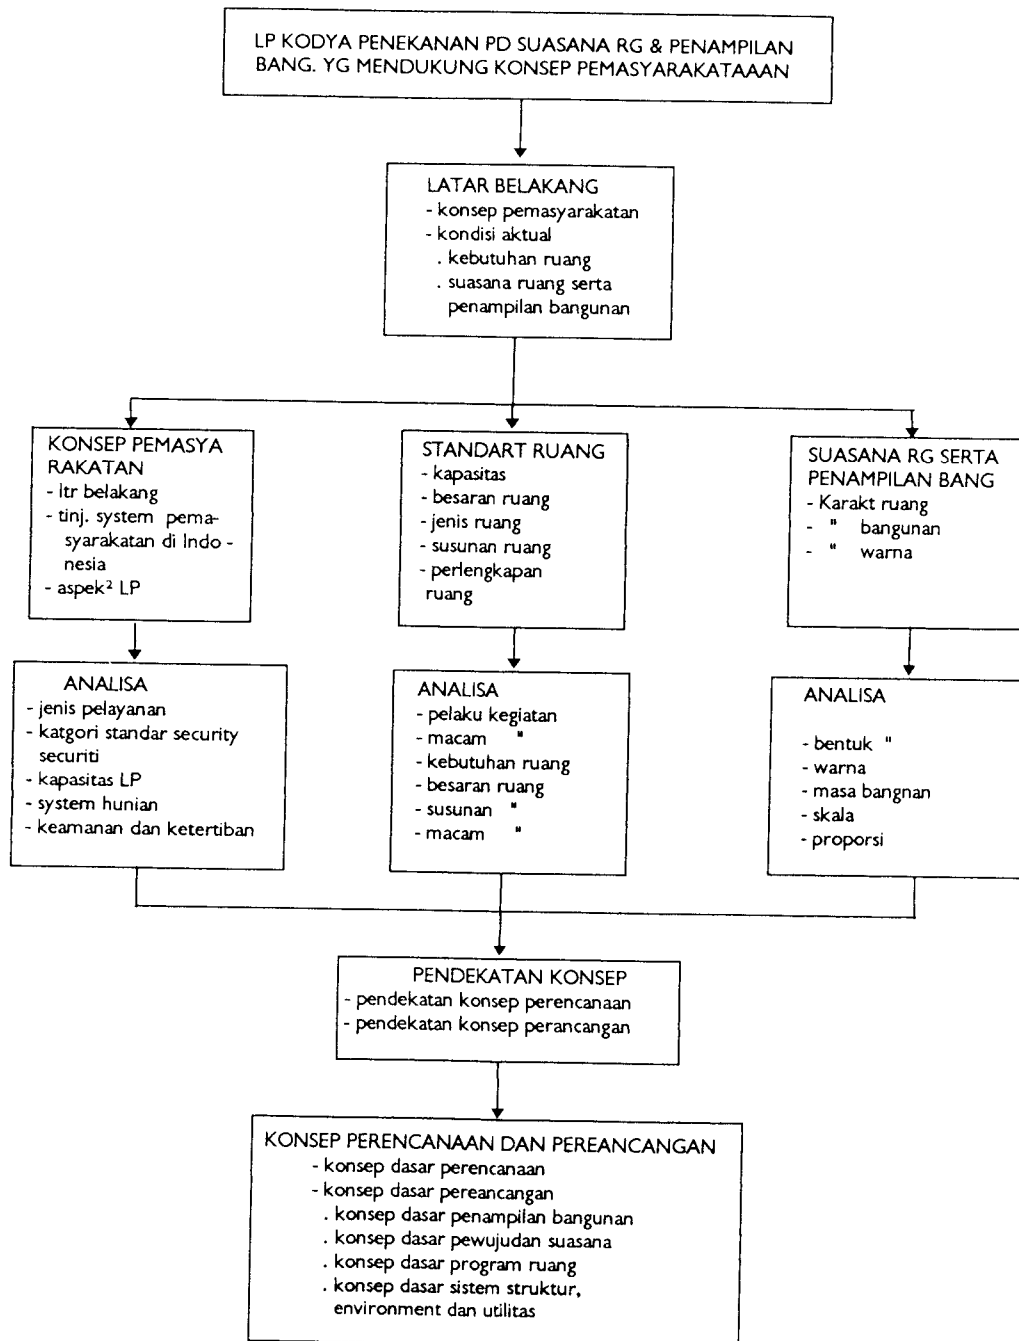 LP KODYA PENEKANAN PD SUASANA RG & PENAMPILAN
BANG. YG MENDUKUNG KONSEP PEMASYARAKATAAAN
LATAR BELAKANG
- konsep pemasyarakatan
- kondisi aktual
. kebutuhan ruang
. suasana ruang serta
penampilan bangunan
KONSEP PEMASYA
RAKATAN
- ltr belakang
- tinj. system pema-
syarakatan di Indo -
nesia
- aspek² LP
STANDART RUANG
- kapasitas
- besaran ruang
- jenis ruang
- susunan ruang
- perlengkapan
ruang
SUASANA RG SERTA
PENAMPILAN BANG
- Karakt ruang
- " bangunan
- " warna
ANALISA
- jenis pelayanan
- katgori standar security
securiti
- kapasitas LP
- system hunian
- keamanan dan ketertiban
ANALISA
- pelaku kegiatan
- macam "
- kebutuhan ruang
- besaran ruang
- susunan "
- macam "
ANALISA
- bentuk "
- warna
- masa bangnan
- skala
- proporsi
PENDEKATAN KONSEP
- pendekatan konsep perencanaan
- pendekatan konsep perancangan
KONSEP PERENCANAAN DAN PEREANCANGAN
- konsep dasar perencanaan
- konsep dasar pereancangan
. konsep dasar penampilan bangunan
. konsep dasar pewujudan suasana
. konsep dasar program ruang
. konsep dasar sistem struktur,
environment dan utilitas